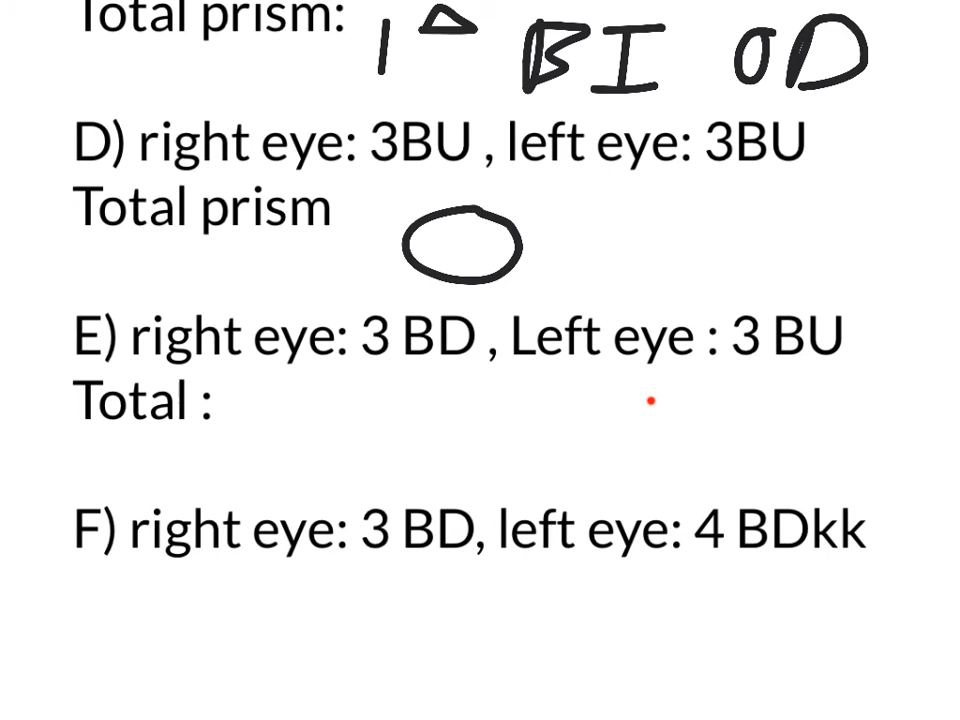 Total prism: 1 Δ BI OD
D) right eye: 3BU , left eye: 3BU
Total prism 0
E) right eye: 3 BD , Left eye : 3 BU
Total :
F) right eye: 3 BD, left eye: 4 BDkk